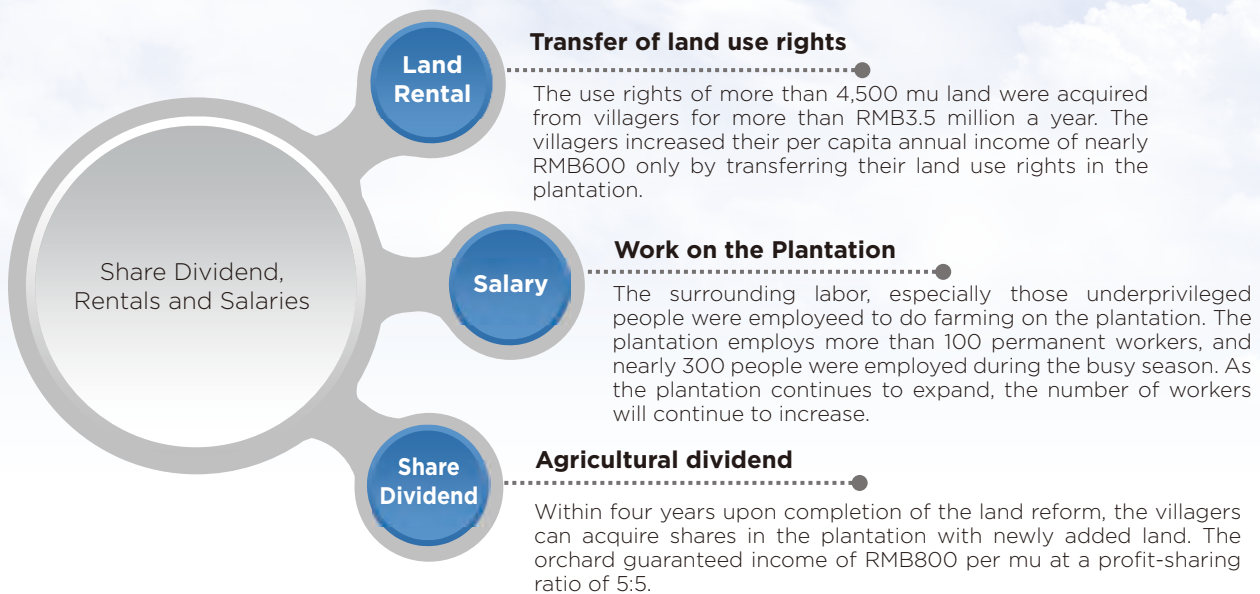 Share Dividend,
Rentals and Salaries
Land
Rental
Transfer of land use rights
The use rights of more than 4,500 mu land were acquired
from villagers for more than RMB3.5 million a year. The
villagers increased their per capita annual income of nearly
RMB600 only by transferring their land use rights in the
plantation.
Salary
Work on the Plantation
The surrounding labor, especially those underprivileged
people were employeed to do farming on the plantation. The
plantation employs more than 100 permanent workers, and
nearly 300 people were employed during the busy season. As
the plantation continues to expand, the number of workers
will continue to increase.
Share
Dividend
Agricultural dividend
Within four years upon completion of the land reform, the villagers
can acquire shares in the plantation with newly added land. The
orchard guaranteed income of RMB800 per mu at a profit-sharing
ratio of 5:5.